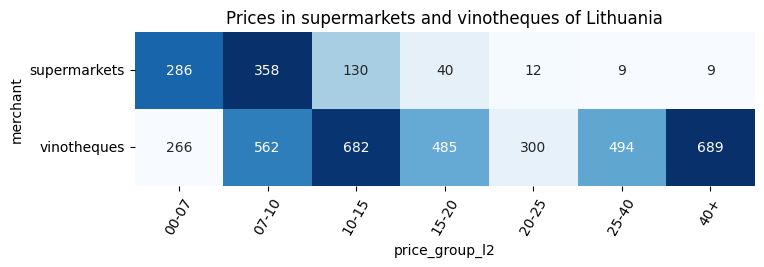 Prices in supermarkets and vinotheques of Lithuania
merchant
supermarkets 286 358 130 40 12 9 9
vinotheques 266 562 682 485 300 494 689
00-07 07-10 10-15 15-20 20-25 25-40 40+
price_group_l2